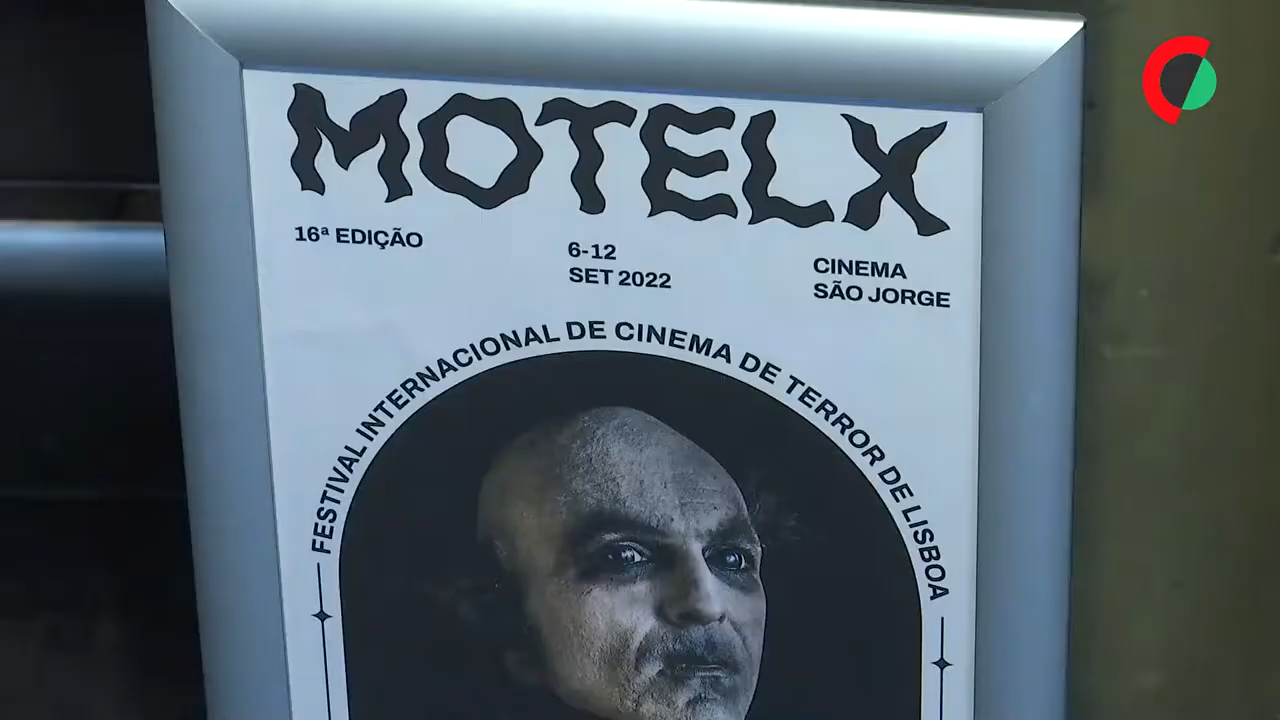 MOTELX
16ª EDIÇÃO
6-12
SET 2022
CINEMA
SÃO JORGE
FESTIVAL INTERNACIONAL DE CINEMA DE TERROR DE LISBOA